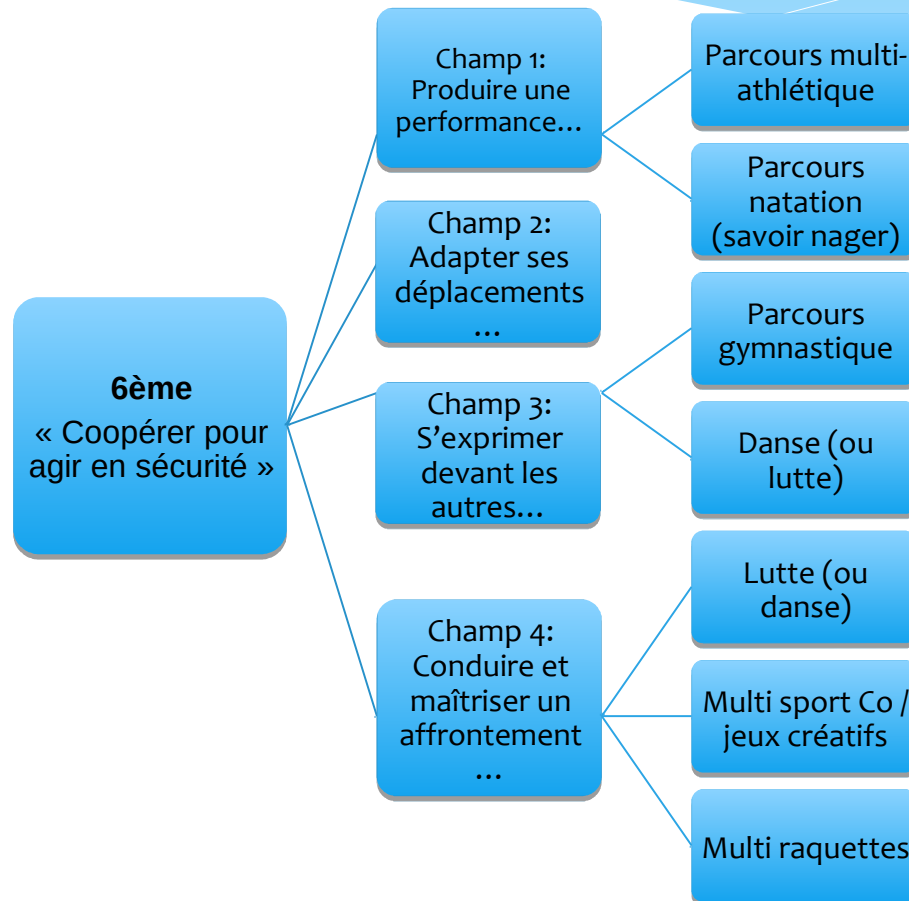 6ème
« Coopérer pour
agir en sécurité »
Champ 1:
Produire une
performance…
Parcours multi-
athlétique
Parcours
natation
(savoir nager)
Champ 2:
Adapter ses
déplacements
…
Champ 3:
S’exprimer
devant les
autres…
Parcours
gymnastique
Danse (ou
lutte)
Champ 4:
Conduire et
maîtriser un
affrontement
…
Lutte (ou
danse)
Multi sport Co /
jeux créatifs
Multi raquettes